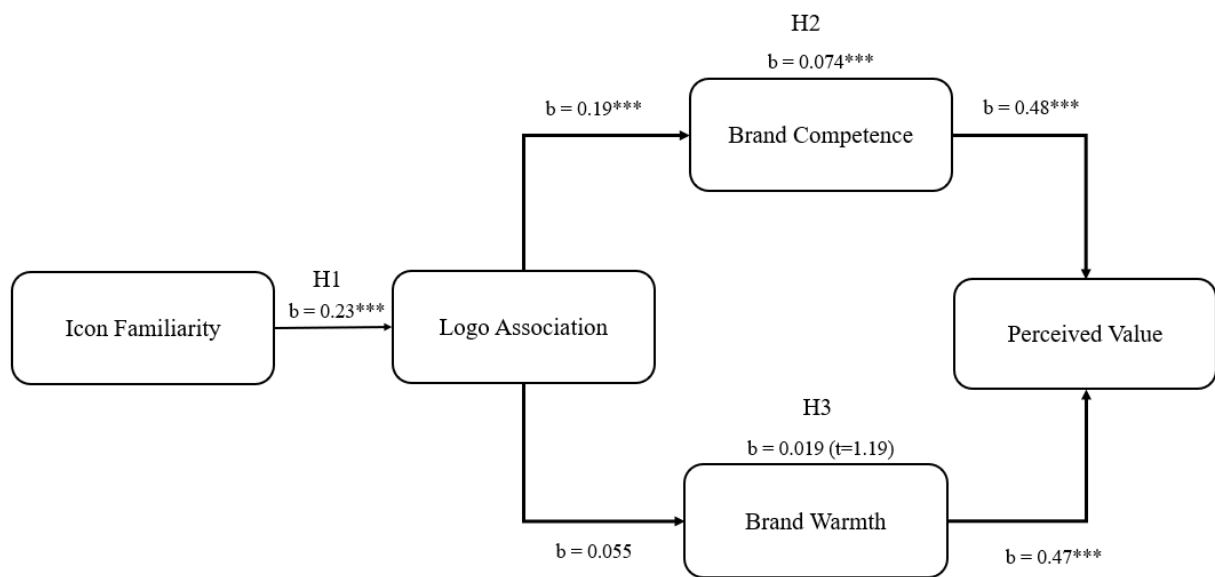 H2
b = 0.074***
b = 0.19***
b = 0.48***
Brand Competence
H1
b = 0.23***
Icon Familiarity
Logo Association
Perceived Value
H3
b = 0.019 (t=1.19)
Brand Warmth
b = 0.055
b = 0.47***